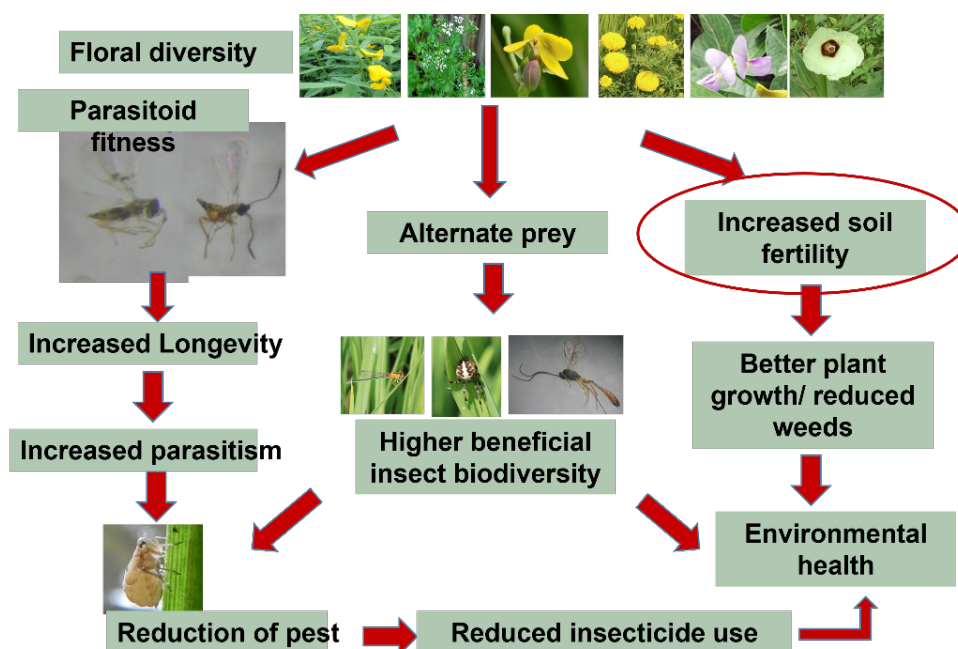 Floral diversity
Parasitoid
fitness
Alternate prey
Increased soil
fertility
Increased Longevity
Better plant
growth/ reduced
weeds
Increased parasitism
Higher beneficial
insect biodiversity
Environmental
health
Reduction of pest
Reduced insecticide use